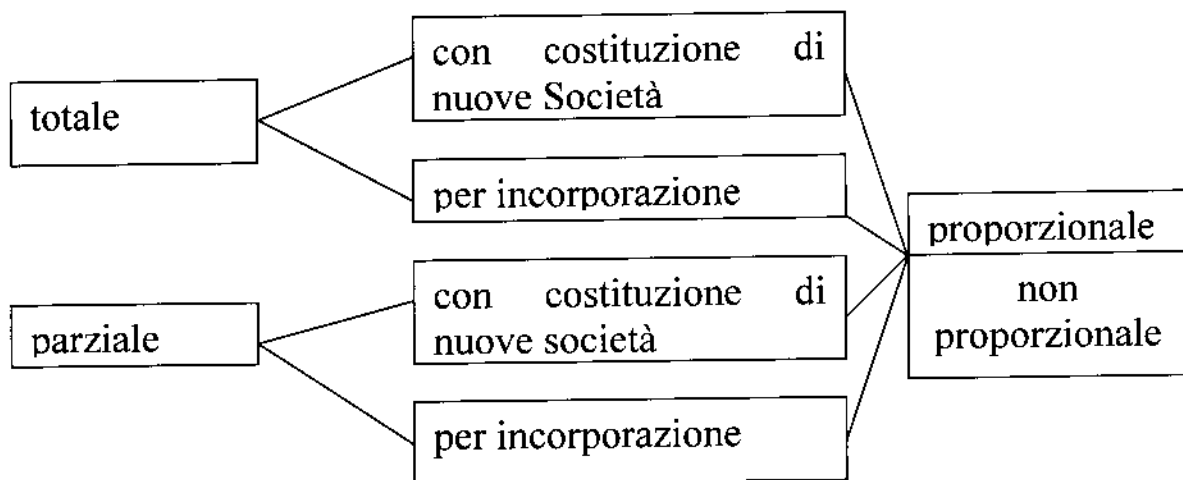 totale
con costituzione di
nuove Società
per incorporazione
parziale
con costituzione di
nuove società
per incorporazione
proporzionale
non
proporzionale